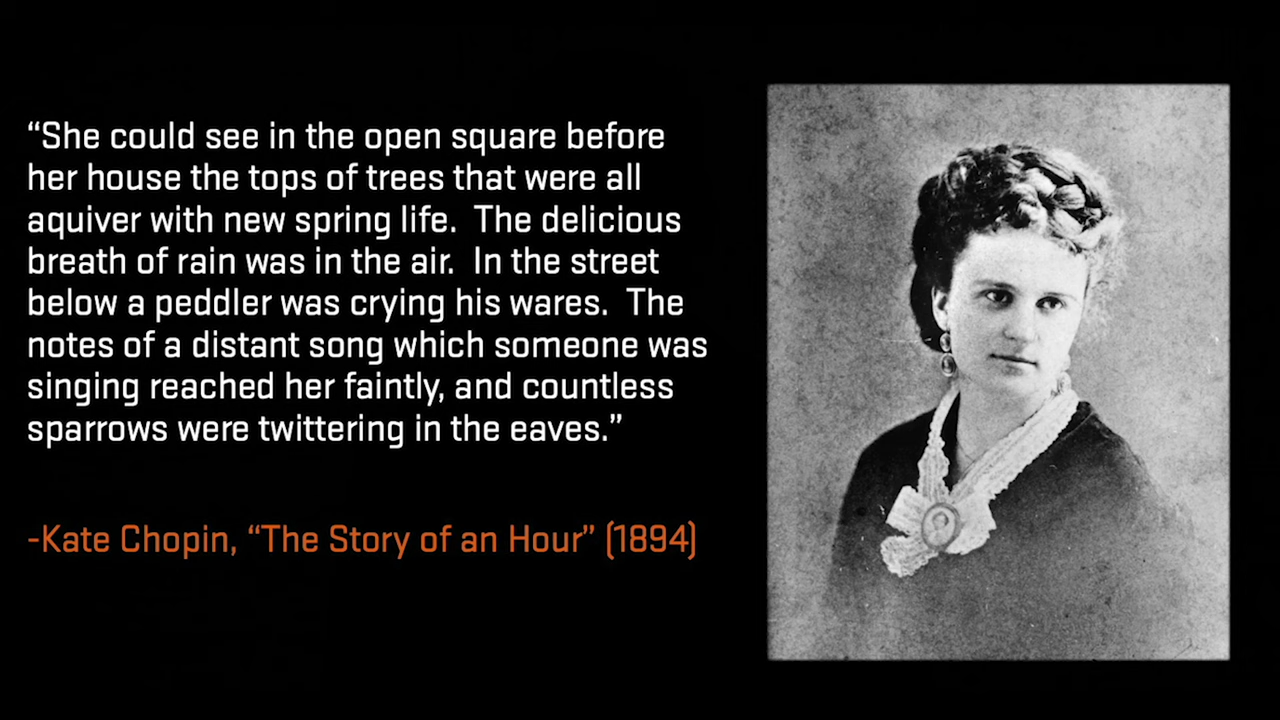 “She could see in the open square before
her house the tops of trees that were all
aquiver with new spring life.  The delicious
breath of rain was in the air.  In the street
below a peddler was crying his wares.  The
notes of a distant song which someone was
singing reached her faintly, and countless
sparrows were twittering in the eaves.”
-Kate Chopin, “The Story of an Hour” (1894)